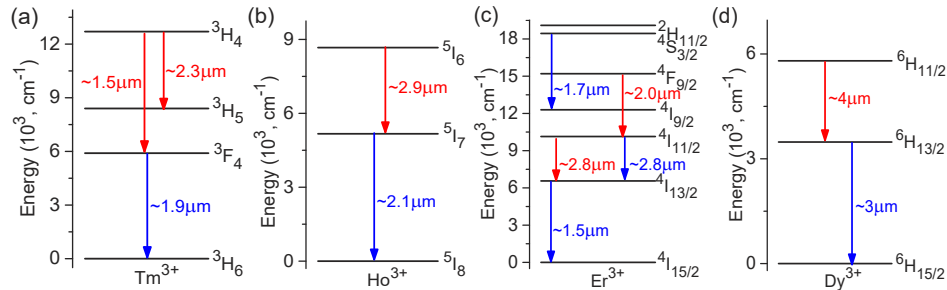 (a)
Energy (10³, cm⁻¹)
12
9
6
3
0
³H₄
³H₅
³F₄
³H₆
~1.5μm
~2.3μm
~1.9μm
Tm³⁺
(b)
Energy (10³, cm⁻¹)
9
6
3
0
⁵I₆
⁵I₇
⁵I₈
~2.9μm
~2.1μm
Ho³⁺
(c)
Energy (10³, cm⁻¹)
18
15
12
9
6
3
0
²H₁₁/₂
⁴S₃/₂
⁴F₉/₂
⁴I₉/₂
⁴I₁₁/₂
⁴I₁₃/₂
⁴I₁₅/₂
~1.7μm
~2.0μm
~2.8μm
~2.8μm
~1.5μm
Er³⁺
(d)
Energy (10³, cm⁻¹)
6
3
0
⁶H₁₁/₂
⁶H₁₃/₂
⁶H₁₅/₂
~4μm
~3μm
Dy³⁺